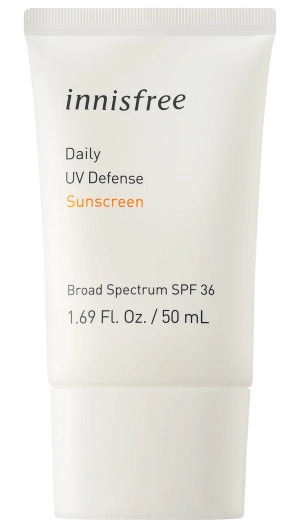 innisfree
Daily
UV Defense
Sunscreen
Broad Spectrum SPF 36
1.69 Fl. Oz. / 50 mL